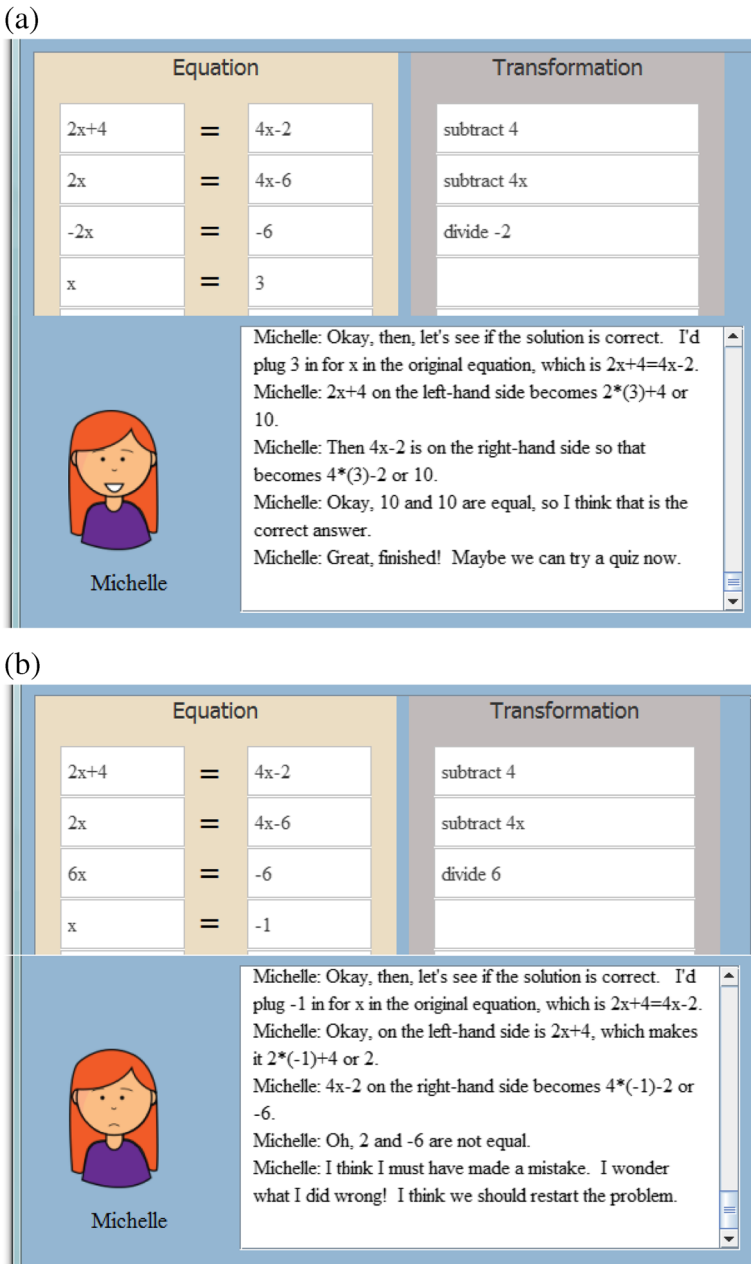 (a)
Equation Transformation
2x+4 = 4x-2 subtract 4
2x = 4x-6 subtract 4x
-2x = -6 divide -2
x = 3
Michelle: Okay, then, let's see if the solution is correct. I'd
plug 3 in for x in the original equation, which is 2x+4=4x-2.
Michelle: 2x+4 on the left-hand side becomes 2*(3)+4 or
10.
Michelle: Then 4x-2 is on the right-hand side so that
becomes 4*(3)-2 or 10.
Michelle: Okay, 10 and 10 are equal, so I think that is the
correct answer.
Michelle: Great, finished! Maybe we can try a quiz now.
Michelle
(b)
Equation Transformation
2x+4 = 4x-2 subtract 4
2x = 4x-6 subtract 4x
6x = -6 divide 6
x = -1
Michelle: Okay, then, let's see if the solution is correct. I'd
plug -1 in for x in the original equation, which is 2x+4=4x-2.
Michelle: Okay, on the left-hand side is 2x+4, which makes
it 2*(-1)+4 or 2.
Michelle: 4x-2 on the right-hand side becomes 4*(-1)-2 or
-6.
Michelle: Oh, 2 and -6 are not equal.
Michelle: I think I must have made a mistake. I wonder
what I did wrong! I think we should restart the problem.
Michelle